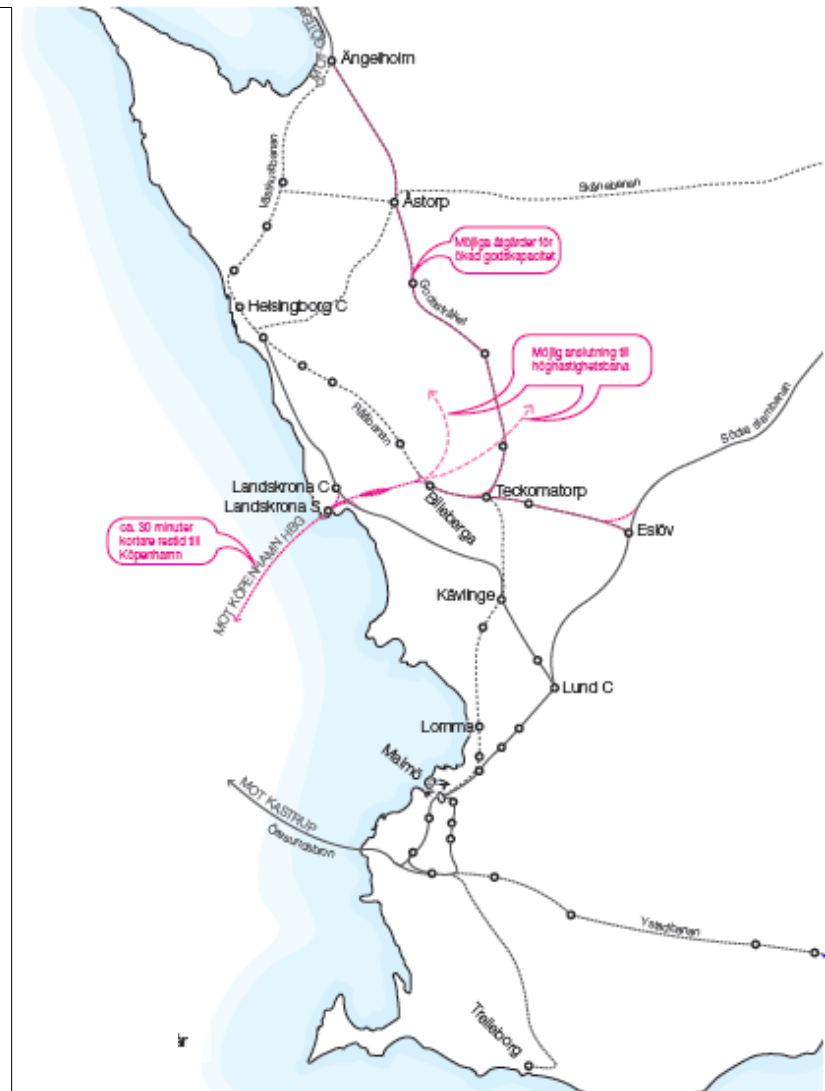 Ängelholm
Västkustbanan
Skånebanan
Åstorp
Möjliga åtgärder för
ökad godskapacitet
Godsstråket
Helsingborg C
Möjlig anslutning till
höghastighetsbana
Rååbanan
Södra stambanan
Landskrona C
Landskrona S
Billeberga
Teckomatorp
Eslöv
ca. 30 minuter
kortare restid till
Köpenhamn
MOT KÖPENHAMN HBG
Kävlinge
Lund C
Lomma
Malmö
MOT KASTRUP
Öresundsbron
Ystadbanan
Trelleborg